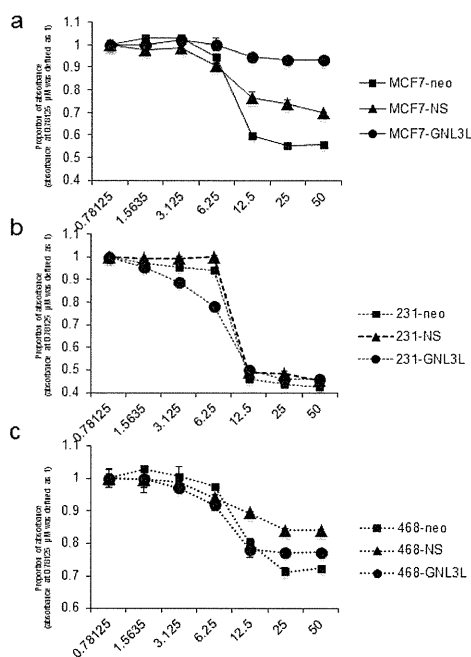 a
Proportion of absorbance
(absorbance at 0.78125 µM was defined as 1)
1.1
1
0.9
0.8
0.7
0.6
0.5
0.4
0.78125
1.5635
3.125
6.25
12.5
25
50
MCF7-neo
MCF7-NS
MCF7-GNL3L
b
Proportion of absorbance
(absorbance at 0.78125 µM was defined as 1)
1.1
1
0.9
0.8
0.7
0.6
0.5
0.4
0.78125
1.5635
3.125
6.25
12.5
25
50
231-neo
231-NS
231-GNL3L
c
Proportion of absorbance
(absorbance at 0.78125 µM was defined as 1)
1.1
1
0.9
0.8
0.7
0.6
0.78125
1.5635
3.125
6.25
12.5
25
50
468-neo
468-NS
468-GNL3L